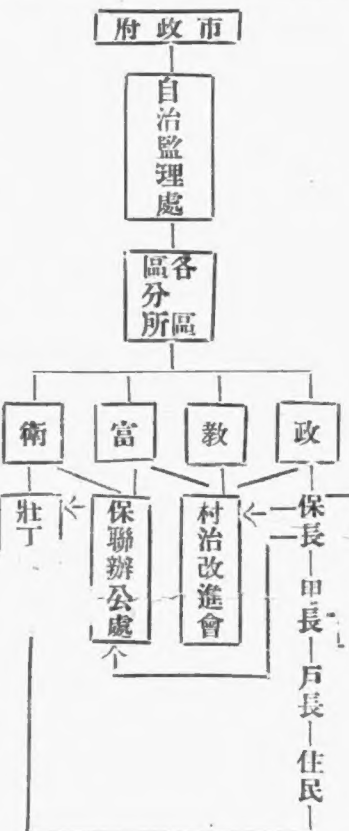 市政府
自治監理處
各區
區分所
政
教
富
衛
保長—甲長—戶長—住民
村治改進會
保聯辦公處
壯丁